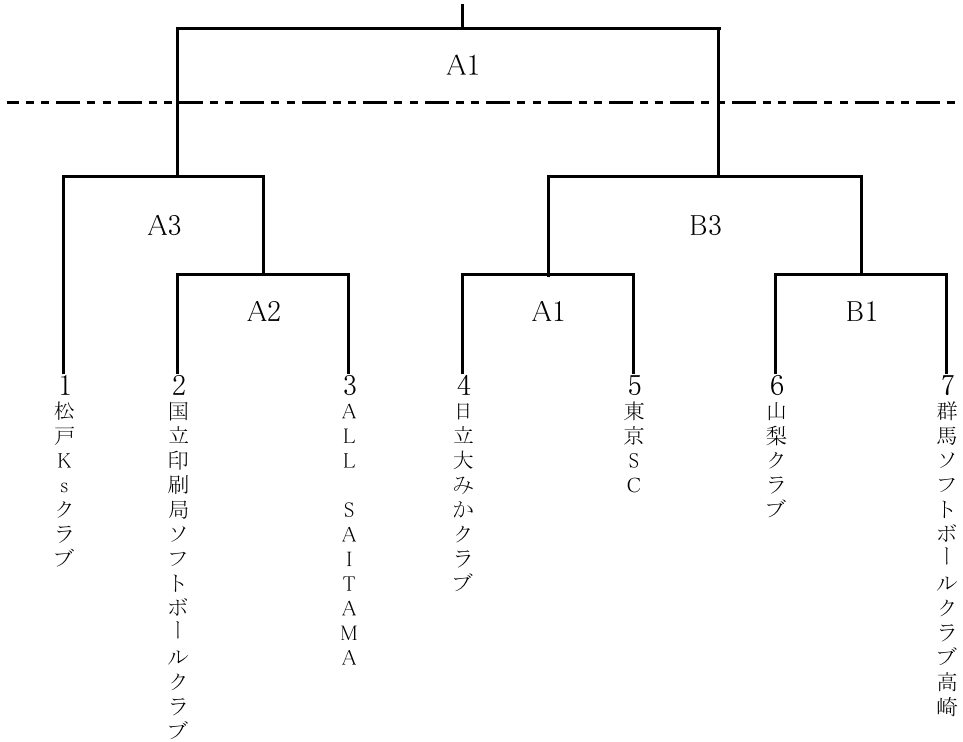 A1
A3
B3
A2
A1
B1
1
2
3
4
5
6
7
松戸Ksクラブ
国立印刷局ソフトボールクラブ
ALL SAITAMA
日立大みかクラブ
東京SC
山梨クラブ
群馬ソフトボールクラブ高崎